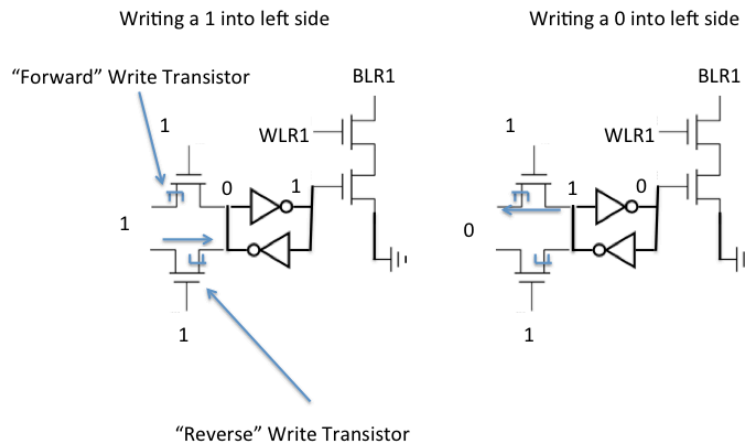 Writing a 1 into left side
Writing a 0 into left side
“Forward” Write Transistor
BLR1
BLR1
1
1
WLR1
WLR1
0
1
1
0
1
0
1
1
“Reverse” Write Transistor